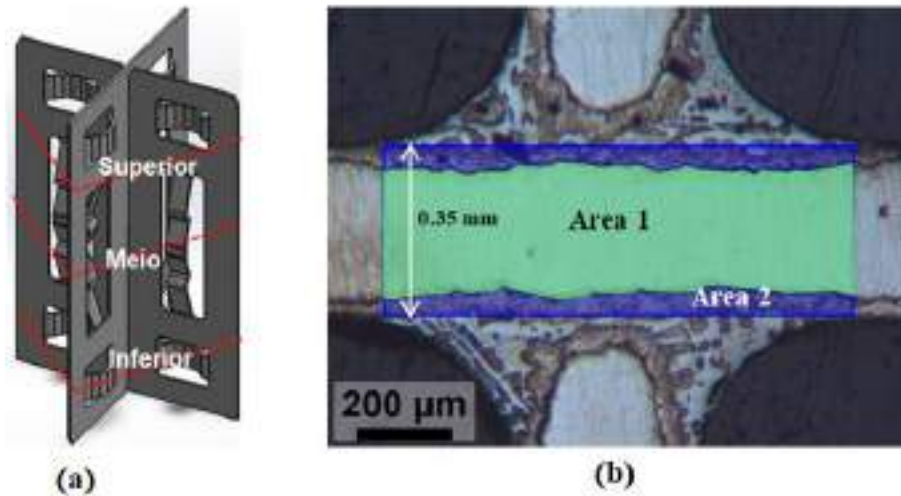 Superior
Meio
Inferior
(a)
0.35 mm
Area 1
Area 2
200 µm
(b)